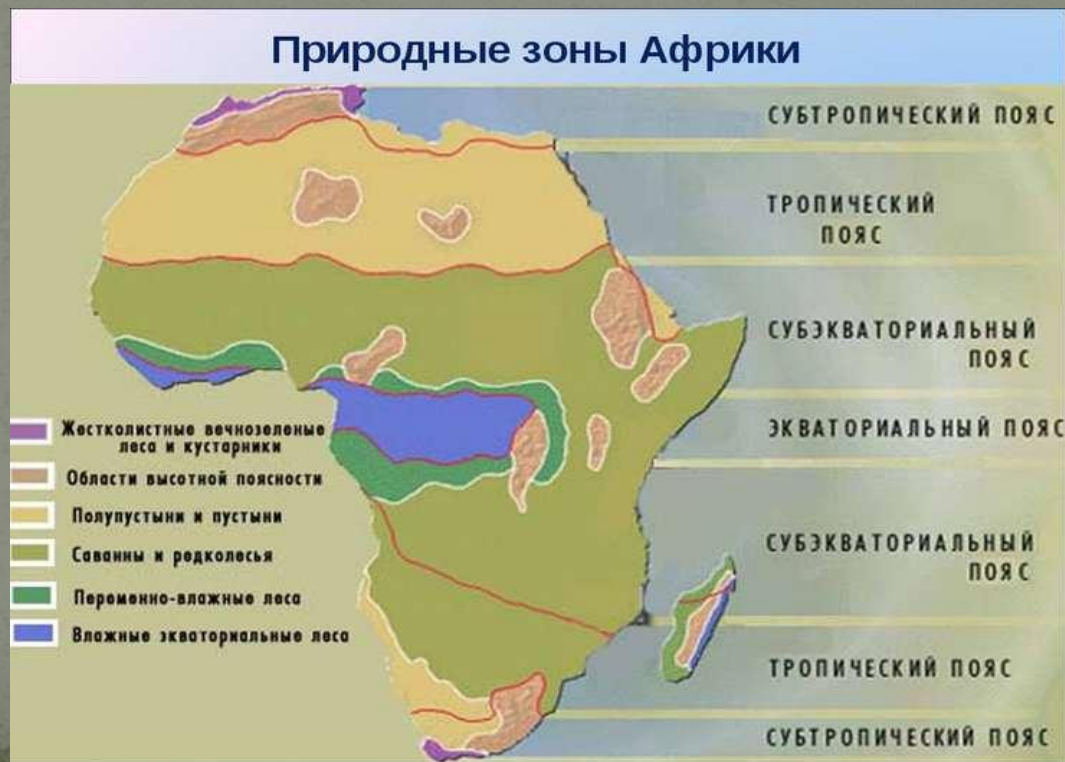 Природные зоны Африки
СУБТРОПИЧЕСКИЙ ПОЯС
ТРОПИЧЕСКИЙ
ПОЯС
СУБЭКВАТОРИАЛЬНЫЙ
ПОЯС
ЭКВАТОРИАЛЬНЫЙ ПОЯС
СУБЭКВАТОРИАЛЬНЫЙ
ПОЯС
ТРОПИЧЕСКИЙ ПОЯС
СУБТРОПИЧЕСКИЙ ПОЯС
Жестколистные вечнозеленые
леса и кустарники
Области высотной поясности
Полупустыни и пустыни
Саванны и редколесья
Переменно-влажные леса
Влажные экваториальные леса